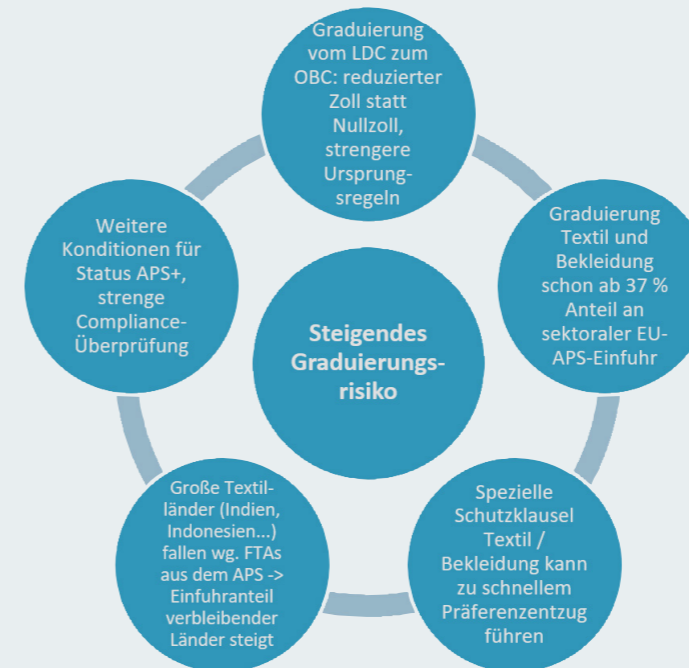 Graduierung
vom LDC zum
OBC: reduzierter
Zoll statt
Nullzoll,
strengere
Ursprung-
sregeln
Graduierung
Textil und
Bekleidung
schon ab 37 %
Anteil an
sektoraler EU-
APS-Einfuhr
Spezielle
Schutzklausel
Textil /
Bekleidung kann
zu schnellem
Präferenzentzug
führen
Große Textil-
länder (Indien,
Indonesien...)
fallen wg. FTAs
aus dem APS ->
Einfuhranteil
verbleibender
Länder steigt
Weitere
Konditionen für
Status APS+,
strenge
Compliance-
Überprüfung
Steigendes
Graduierungs-
risiko